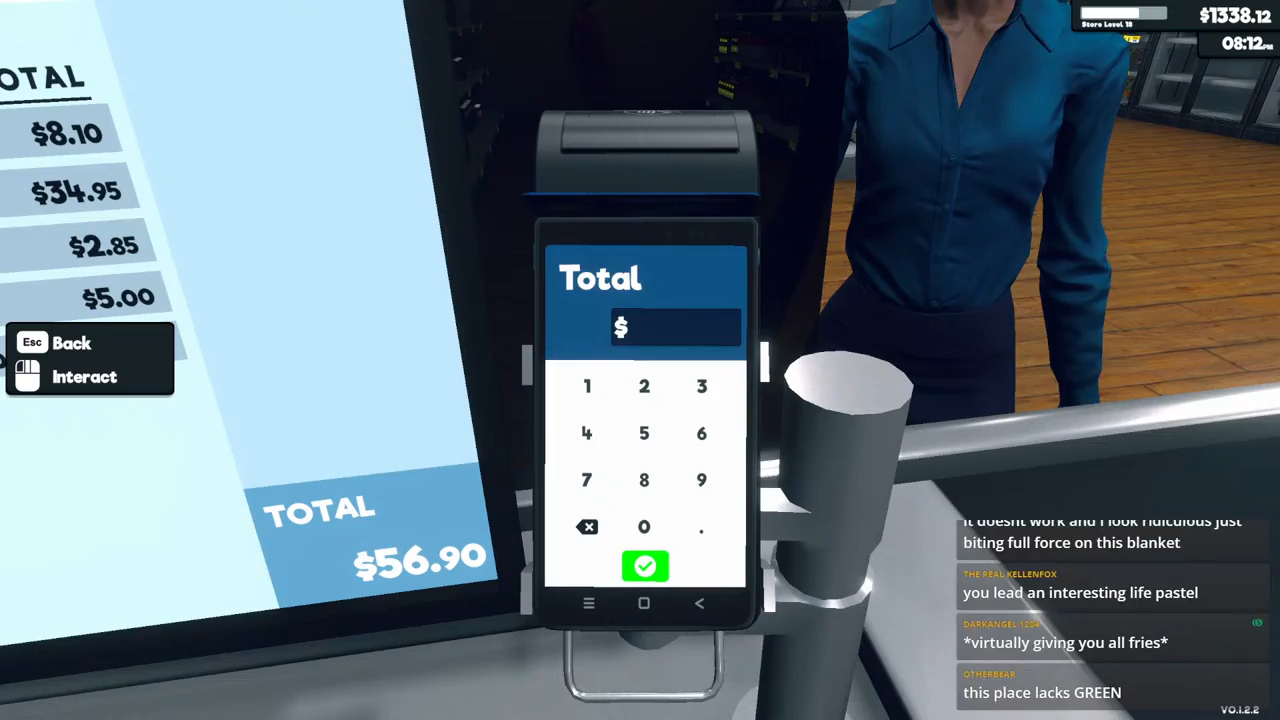 $1338.12
Store Level 18
08:12PM
OTAL
$8.10
$34.95
$2.85
$5.00
Esc Back
Interact
TOTAL
$56.90
Total
$
1 2 3
4 5 6
7 8 9
0 .
it doesnt work and I look ridiculous just
biting full force on this blanket
THE REAL KELLENFOX
you lead an interesting life pastel
DARKANGEL 1204
*virtually giving you all fries*
OTHERBEAR
this place lacks GREEN
V0.1.2.2